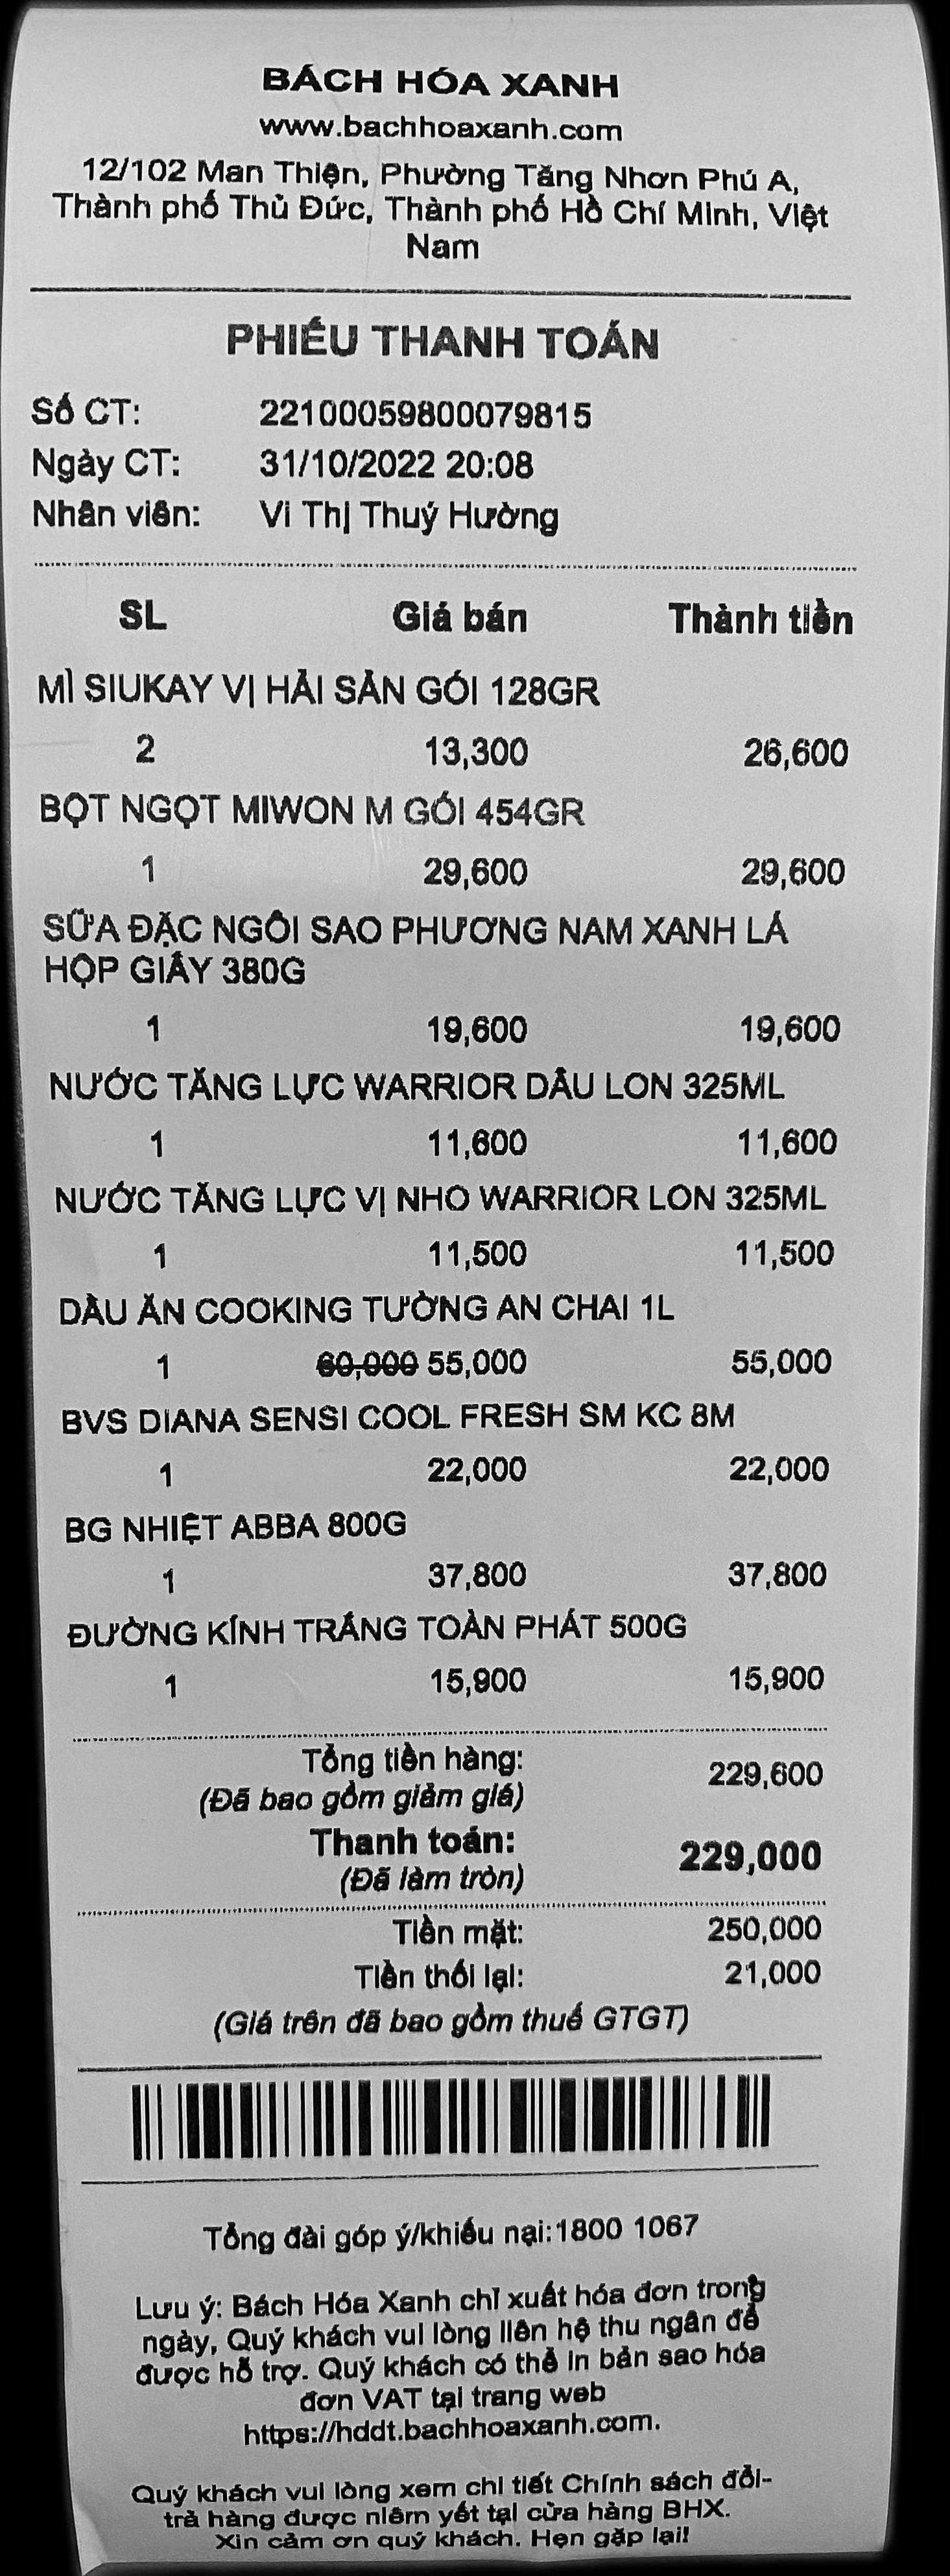 BÁCH HÓA XANH
www.bachhoaxanh.com
12/102 Man Thiện, Phường Tăng Nhơn Phú A,
Thành phố Thủ Đức, Thành phố Hồ Chí Minh, Việt
Nam
PHIẾU THANH TOÁN
Số CT: 22100059800079815
Ngày CT: 31/10/2022 20:08
Nhân viên: Vi Thị Thuý Hường
SL Giá bán Thành tiền
MÌ SIUKAY VỊ HẢI SẢN GÓI 128GR
2 13,300 26,600
BỘT NGỌT MIWON M GÓI 454GR
1 29,600 29,600
SỮA ĐẶC NGÔI SAO PHƯƠNG NAM XANH LÁ
HỘP GIẤY 380G
1 19,600 19,600
NƯỚC TĂNG LỰC WARRIOR DÂU LON 325ML
1 11,600 11,600
NƯỚC TĂNG LỰC VỊ NHO WARRIOR LON 325ML
1 11,500 11,500
DẦU ĂN COOKING TƯỜNG AN CHAI 1L
1 60,000 55,000 55,000
BVS DIANA SENSI COOL FRESH SM KC 8M
1 22,000 22,000
BG NHIỆT ABBA 800G
1 37,800 37,800
ĐƯỜNG KÍNH TRẮNG TOÀN PHÁT 500G
1 15,900 15,900
Tổng tiền hàng: 229,600
(Đã bao gồm giảm giá)
Thanh toán: 229,000
(Đã làm tròn)
Tiền mặt: 250,000
Tiền thối lại: 21,000
(Giá trên đã bao gồm thuế GTGT)
Tổng đài góp ý/khiếu nại:1800 1067
Lưu ý: Bách Hóa Xanh chỉ xuất hóa đơn trong
ngày, Quý khách vui lòng liên hệ thu ngân để
được hỗ trợ. Quý khách có thể in bản sao hóa
đơn VAT tại trang web
https://hddt.bachhoaxanh.com.
Quý khách vui lòng xem chi tiết Chính sách đổi-
trả hàng được niêm yết tại cửa hàng BHX.
Xin cảm ơn quý khách. Hẹn gặp lại!